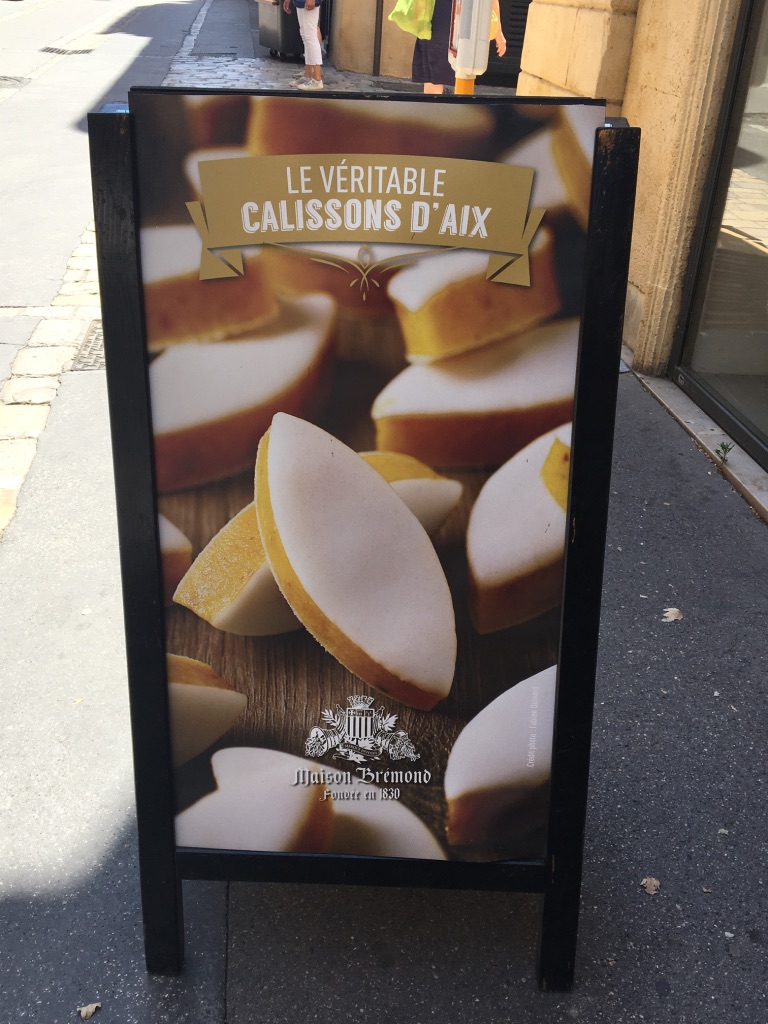 LE VÉRITABLE
CALISSONS D'AIX
Maison Brémond
Fondée en 1830